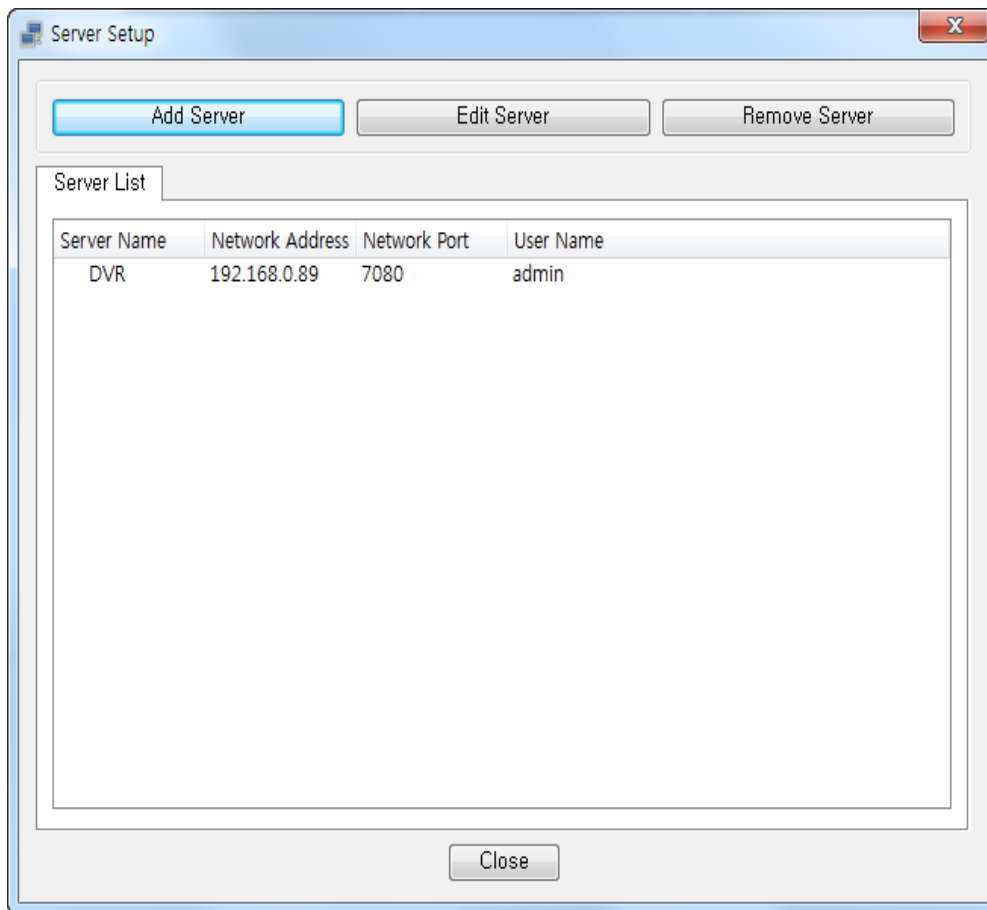 Server Setup
Add Server Edit Server Remove Server
Server List
Server Name Network Address Network Port User Name
DVR 192.168.0.89 7080 admin
Close